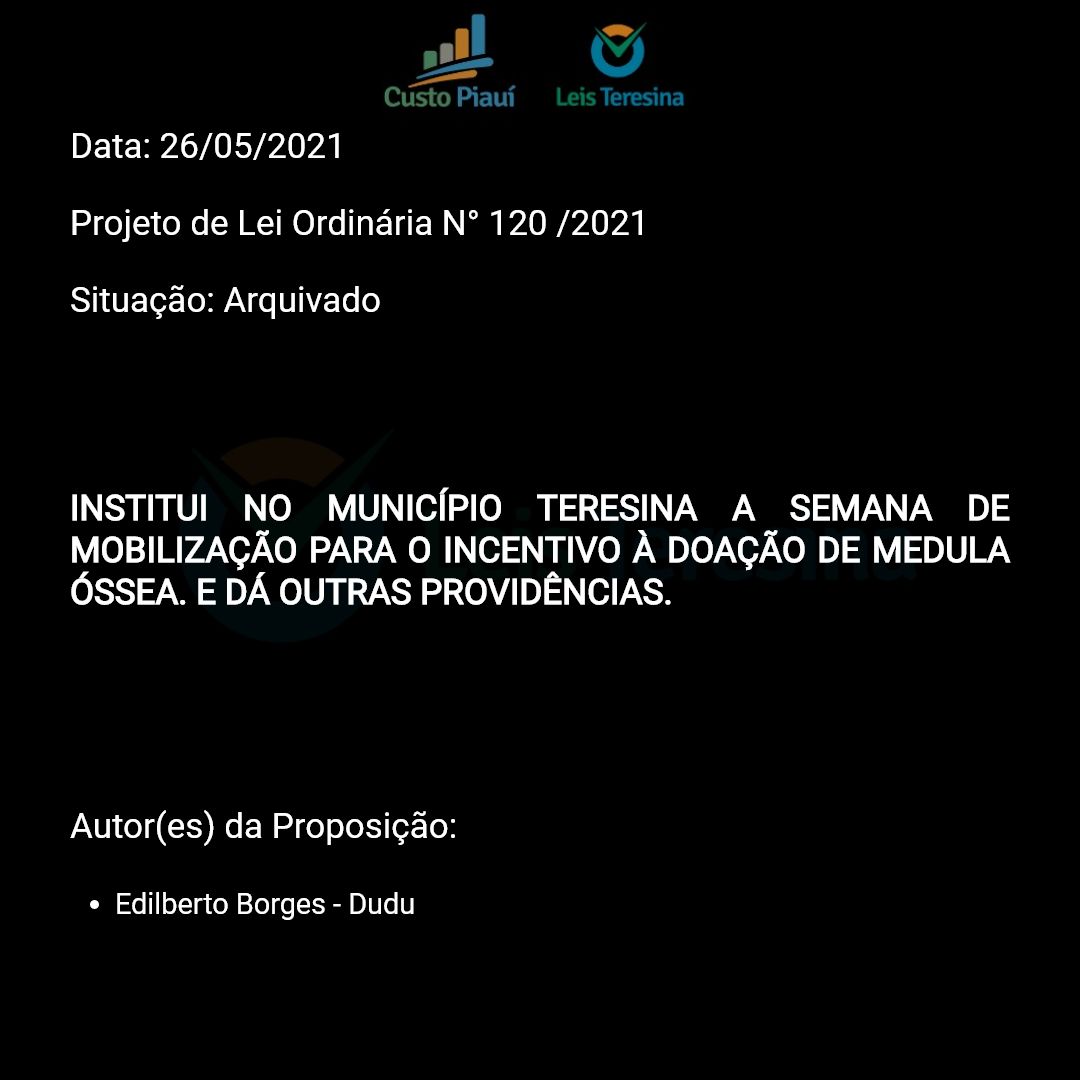 Custo Piauí
Leis Teresina
Data: 26/05/2021
Projeto de Lei Ordinária N° 120 /2021
Situação: Arquivado
INSTITUI NO MUNICÍPIO TERESINA A SEMANA DE
MOBILIZAÇÃO PARA O INCENTIVO À DOAÇÃO DE MEDULA
ÓSSEA. E DÁ OUTRAS PROVIDÊNCIAS.
Autor(es) da Proposição:
• Edilberto Borges - Dudu